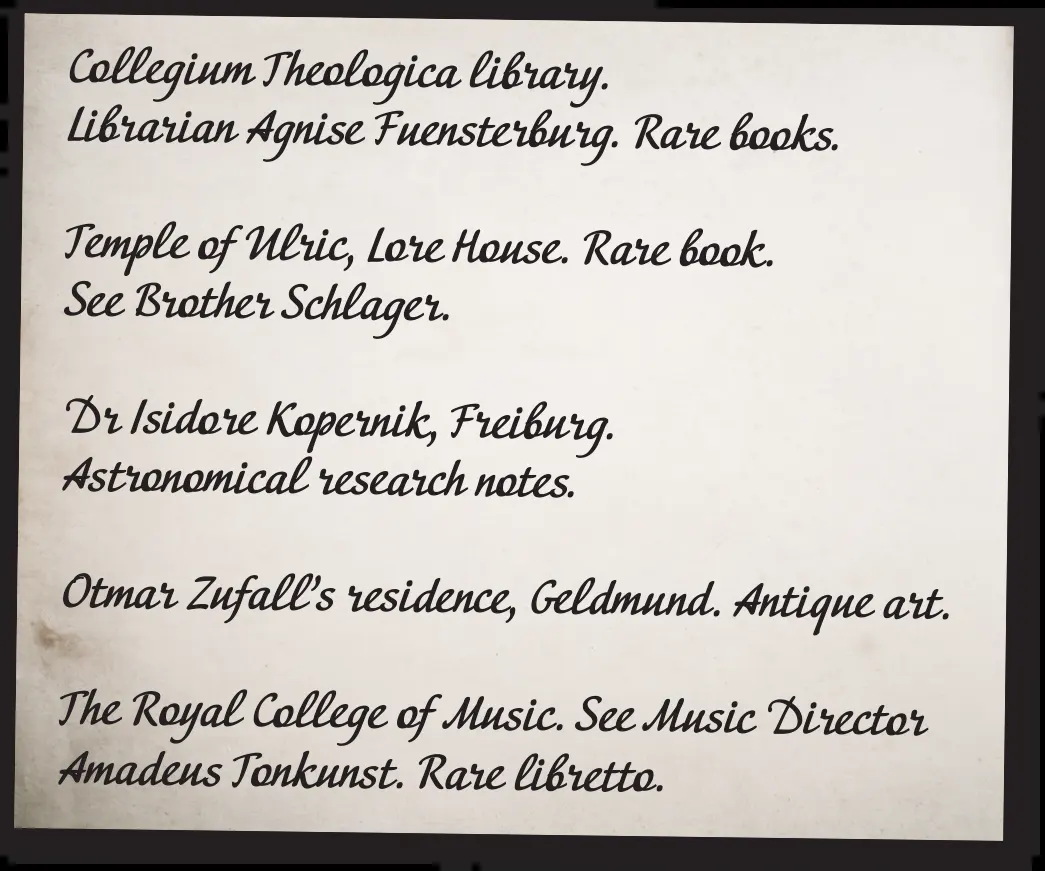 Collegium Theologica library.
Librarian Agnise Fuensterburg. Rare books.
Temple of Ulric, Lore House. Rare book.
See Brother Schlager.
Dr Isidore Kopernik, Freiburg.
Astronomical research notes.
Otmar Zufall's residence, Geldmund. Antique art.
The Royal College of Music. See Music Director
Amadeus Tonkunst. Rare libretto.